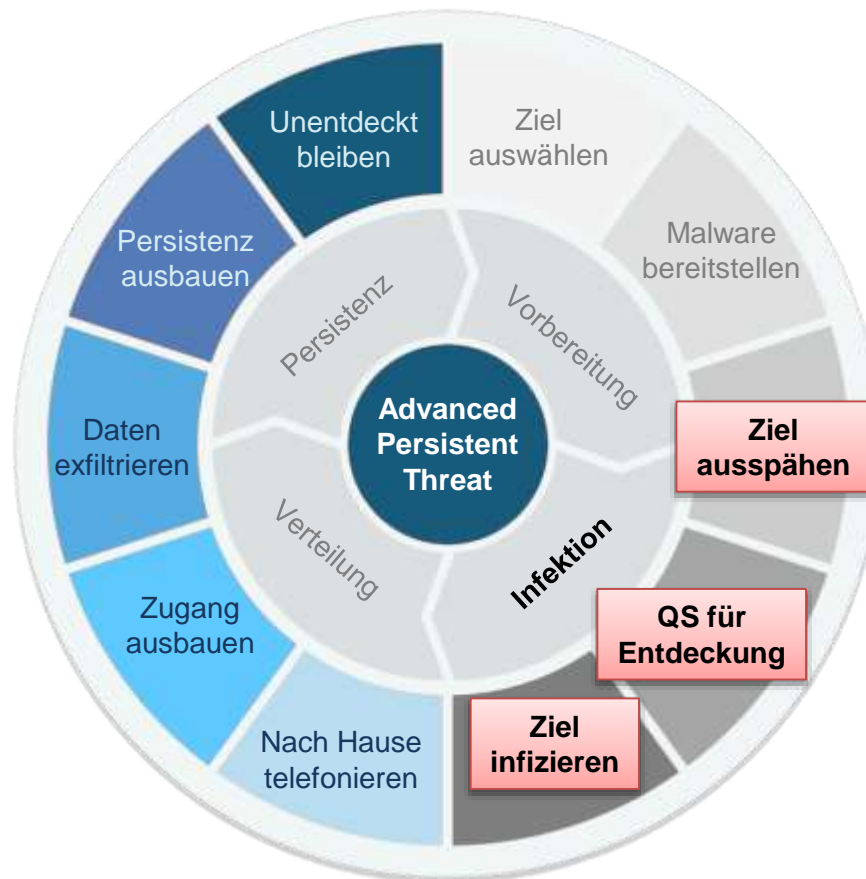 Unentdeckt
bleiben
Ziel
auswählen
Malware
bereitstellen
Ziel
ausspähen
QS für
Entdeckung
Ziel
infizieren
Nach Hause
telefonieren
Zugang
ausbauen
Daten
exfiltrieren
Persistenz
ausbauen
Persistenz
Vorbereitung
Infektion
Verteilung
Advanced
Persistent
Threat